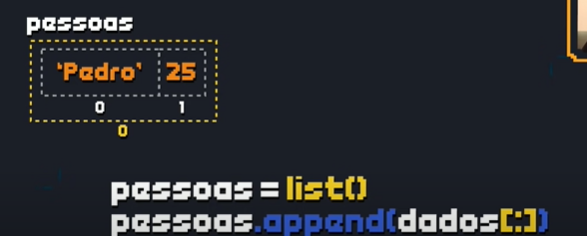 pessoas
'Pedro' 25
0 1
0
pessoas = list()
pessoas.append(dados[:])